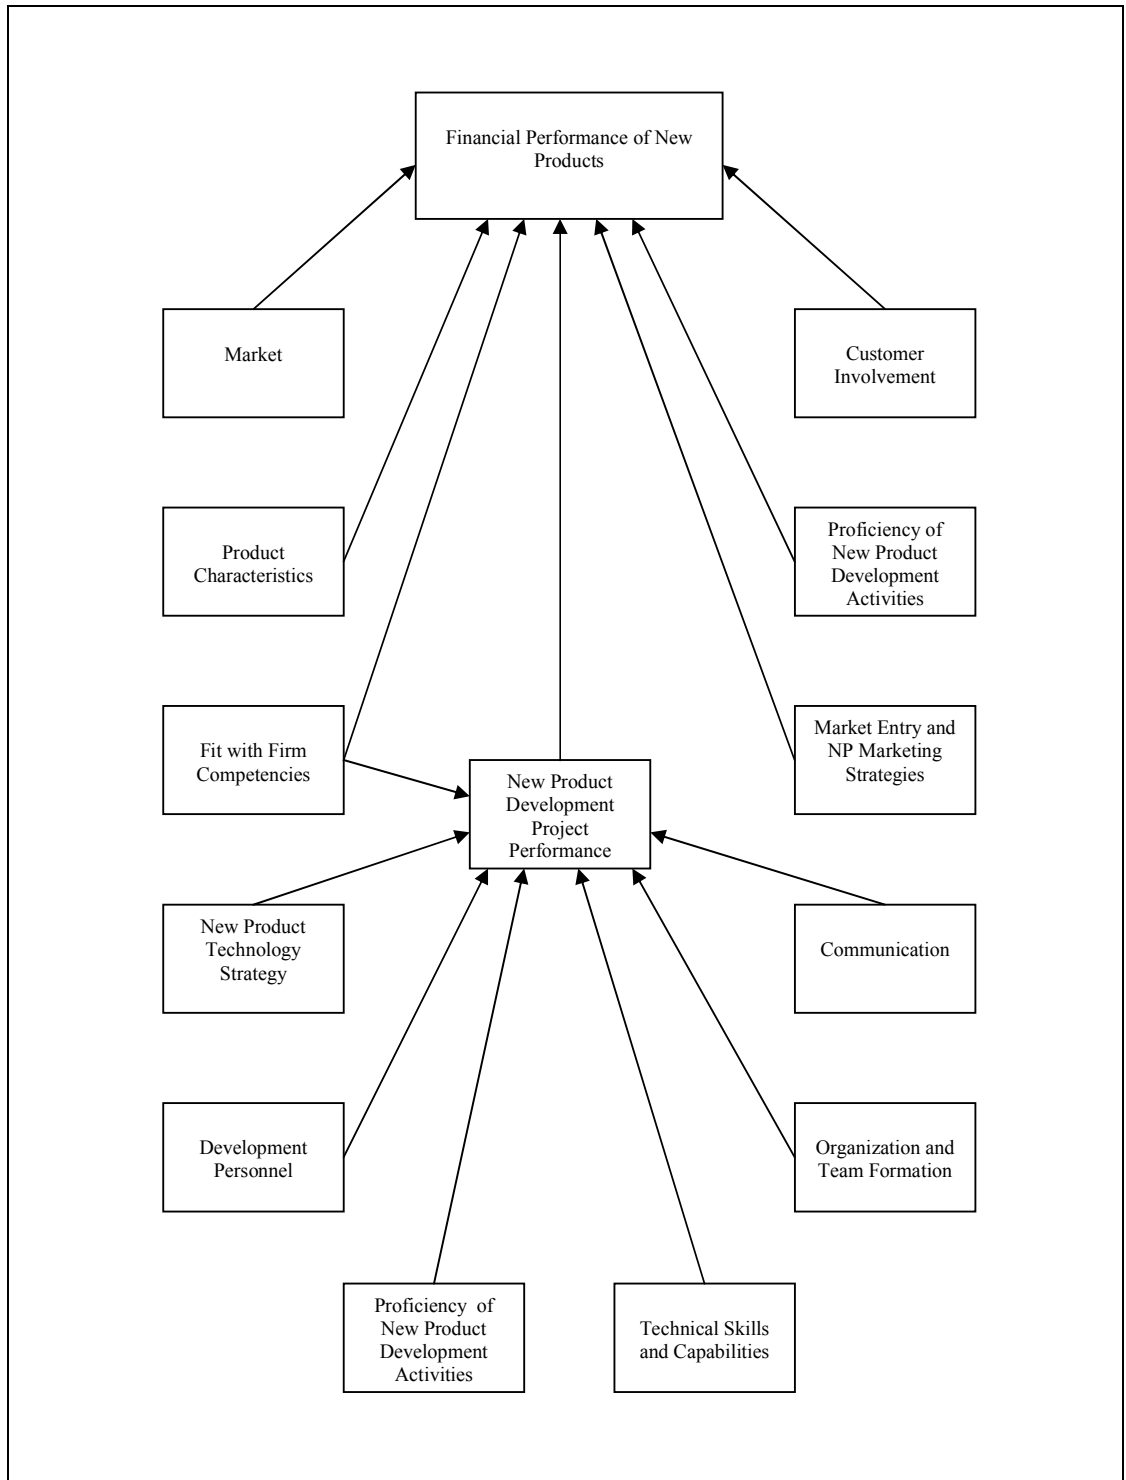 Financial Performance of New
Products
Market
Customer
Involvement
Product
Characteristics
Proficiency of
New Product
Development
Activities
Fit with Firm
Competencies
Market Entry and
NP Marketing
Strategies
New Product
Development
Project
Performance
New Product
Technology
Strategy
Communication
Development
Personnel
Organization and
Team Formation
Proficiency of
New Product
Development
Activities
Technical Skills
and Capabilities